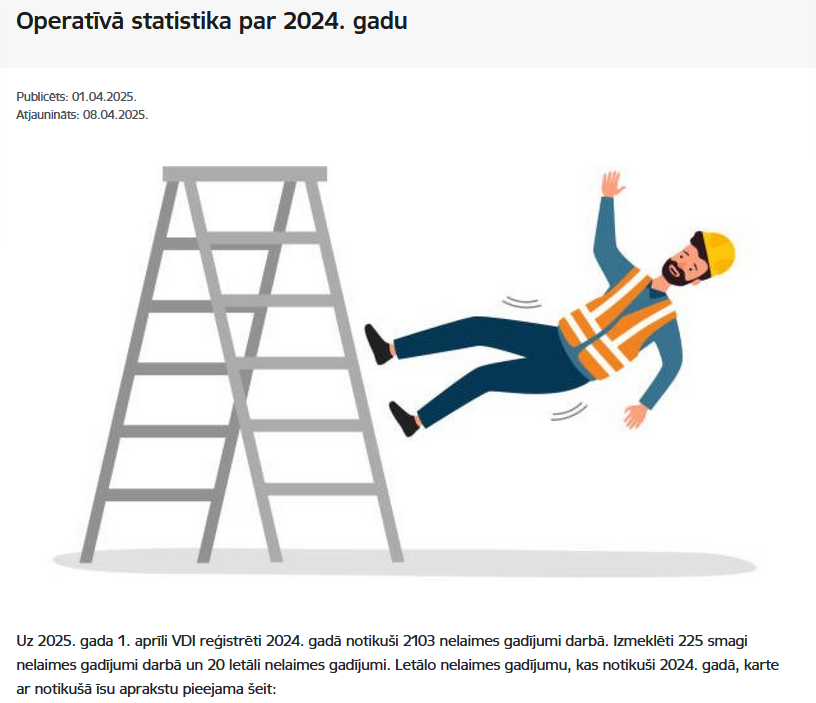 Operatīvā statistika par 2024. gadu
Publicēts: 01.04.2025.
Atjaunināts: 08.04.2025.
Uz 2025. gada 1. aprīli VDI reģistrēti 2024. gadā notikuši 2103 nelaimes gadījumi darbā. Izmeklēti 225 smagi
nelaimes gadījumi darbā un 20 letāli nelaimes gadījumi. Letālo nelaimes gadījumu, kas notikuši 2024. gadā, karte
ar notikušā īsu aprakstu pieejama šeit: